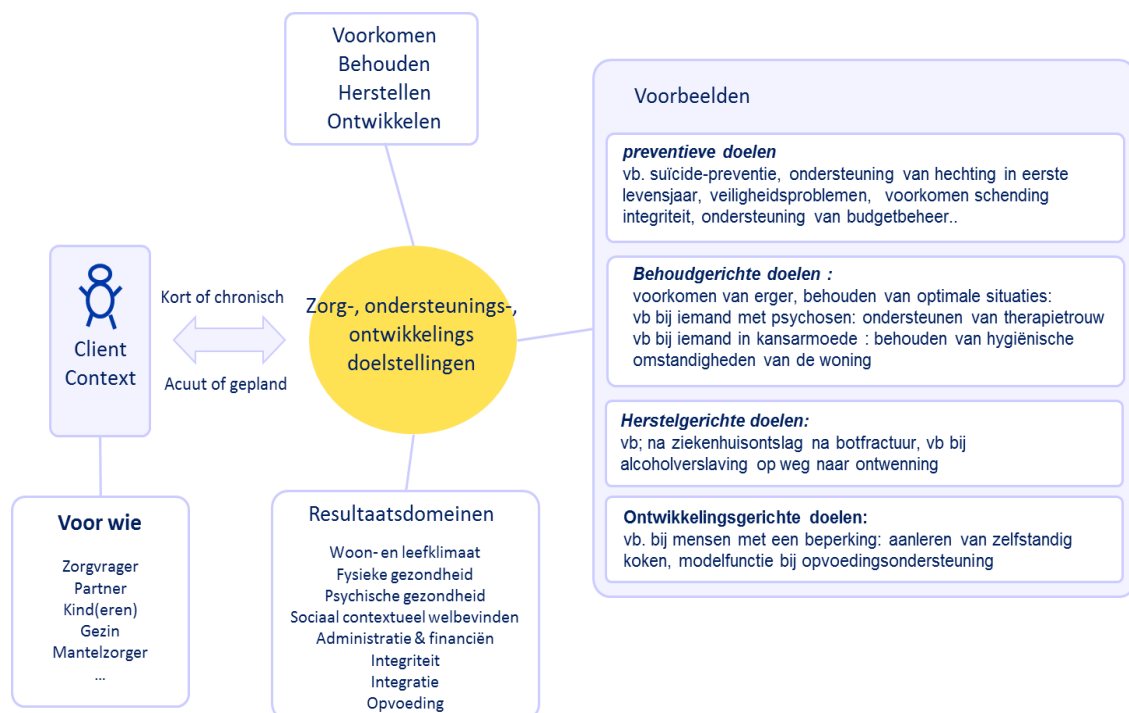 Voorkomen
Behouden
Herstellen
Ontwikkelen
Voorbeelden
preventieve doelen
vb. suïcide-preventie, ondersteuning van hechting in eerste
levensjaar, veiligheidsproblemen, voorkomen schending
integriteit, ondersteuning van budgetbeheer..
Behoudgerichte doelen :
voorkomen van erger, behouden van optimale situaties:
vb bij iemand met psychosen: ondersteunen van therapietrouw
vb bij iemand in kansarmoede : behouden van hygiënische
omstandigheden van de woning
Herstelgerichte doelen:
vb; na ziekenhuisontslag na botfractuur, vb bij
alcoholverslaving op weg naar ontwenning
Ontwikkelingsgerichte doelen:
vb. bij mensen met een beperking: aanleren van zelfstandig
koken, modelfunctie bij opvoedingsondersteuning
Client
Context
Kort of chronisch
Acuut of gepland
Zorg-, ondersteunings-,
ontwikkelings
doelstellingen
Voor wie
Zorgvrager
Partner
Kind(eren)
Gezin
Mantelzorger
...
Resultaatsdomeinen
Woon- en leefklimaat
Fysieke gezondheid
Psychische gezondheid
Sociaal contextueel welbevinden
Administratie & financiën
Integriteit
Integratie
Opvoeding